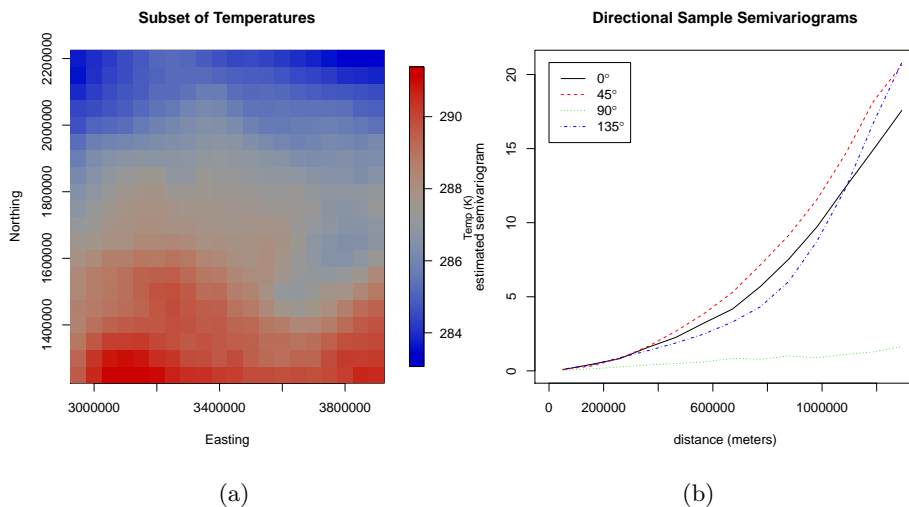 Subset of Temperatures
Northing
2200000
2000000
1800000
1600000
1400000
3000000
3400000
3800000
Easting
290
288
286
284
Temp (K)
(a)
Directional Sample Semivariograms
estimated semivariogram
20
15
10
5
0
0°
45°
90°
135°
0
200000
600000
1000000
distance (meters)
(b)